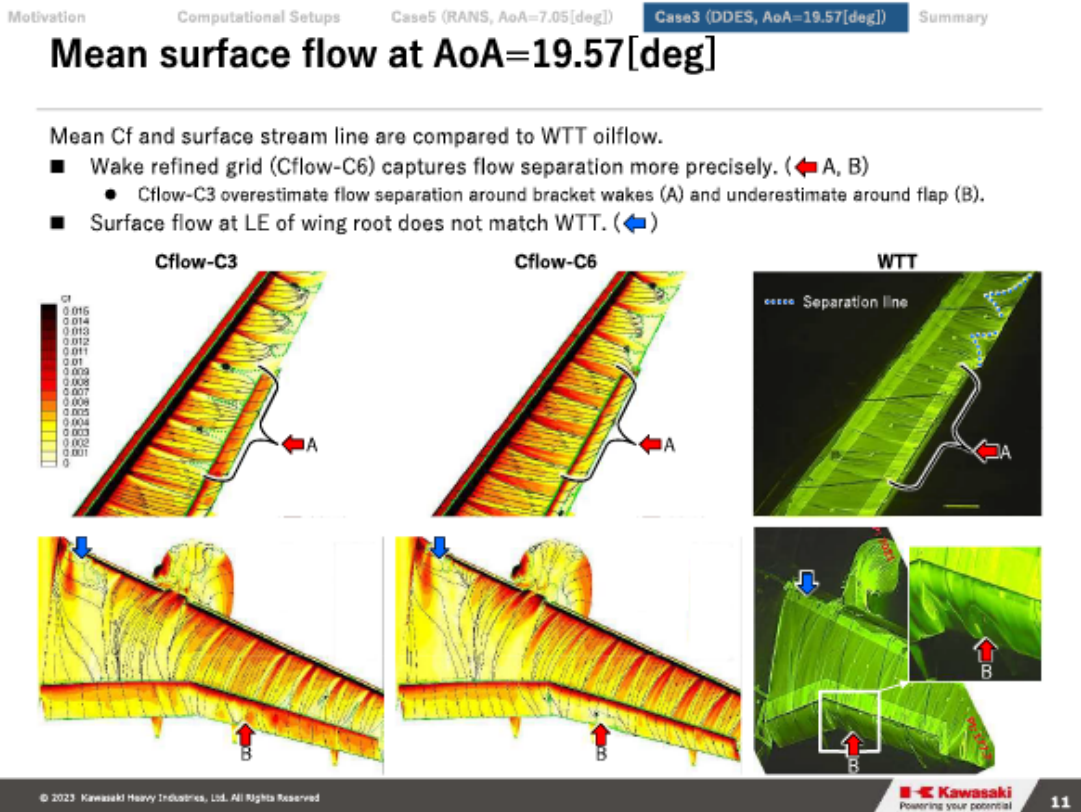 Motivation Computational Setups Case5 (RANS, AoA=7.05[deg]) Case3 (DDES, AoA=19.57[deg]) Summary
Mean surface flow at AoA=19.57[deg]
Mean Cf and surface stream line are compared to WTT oilflow.
■ Wake refined grid (Cflow-C6) captures flow separation more precisely. ( A, B)
● Cflow-C3 overestimate flow separation around bracket wakes (A) and underestimate around flap (B).
■ Surface flow at LE of wing root does not match WTT. ( )
Cflow-C3 Cflow-C6 WTT
Cf
0.015
0.014
0.013
0.012
0.011
0.01
0.009
0.008
0.007
0.006
0.005
0.004
0.003
0.002
0.001
0
Separation line
A
A
A
B
B
B
B
© 2023 Kawasaki Heavy Industries, Ltd. All Rights Reserved
Kawasaki
Powering your potential
11